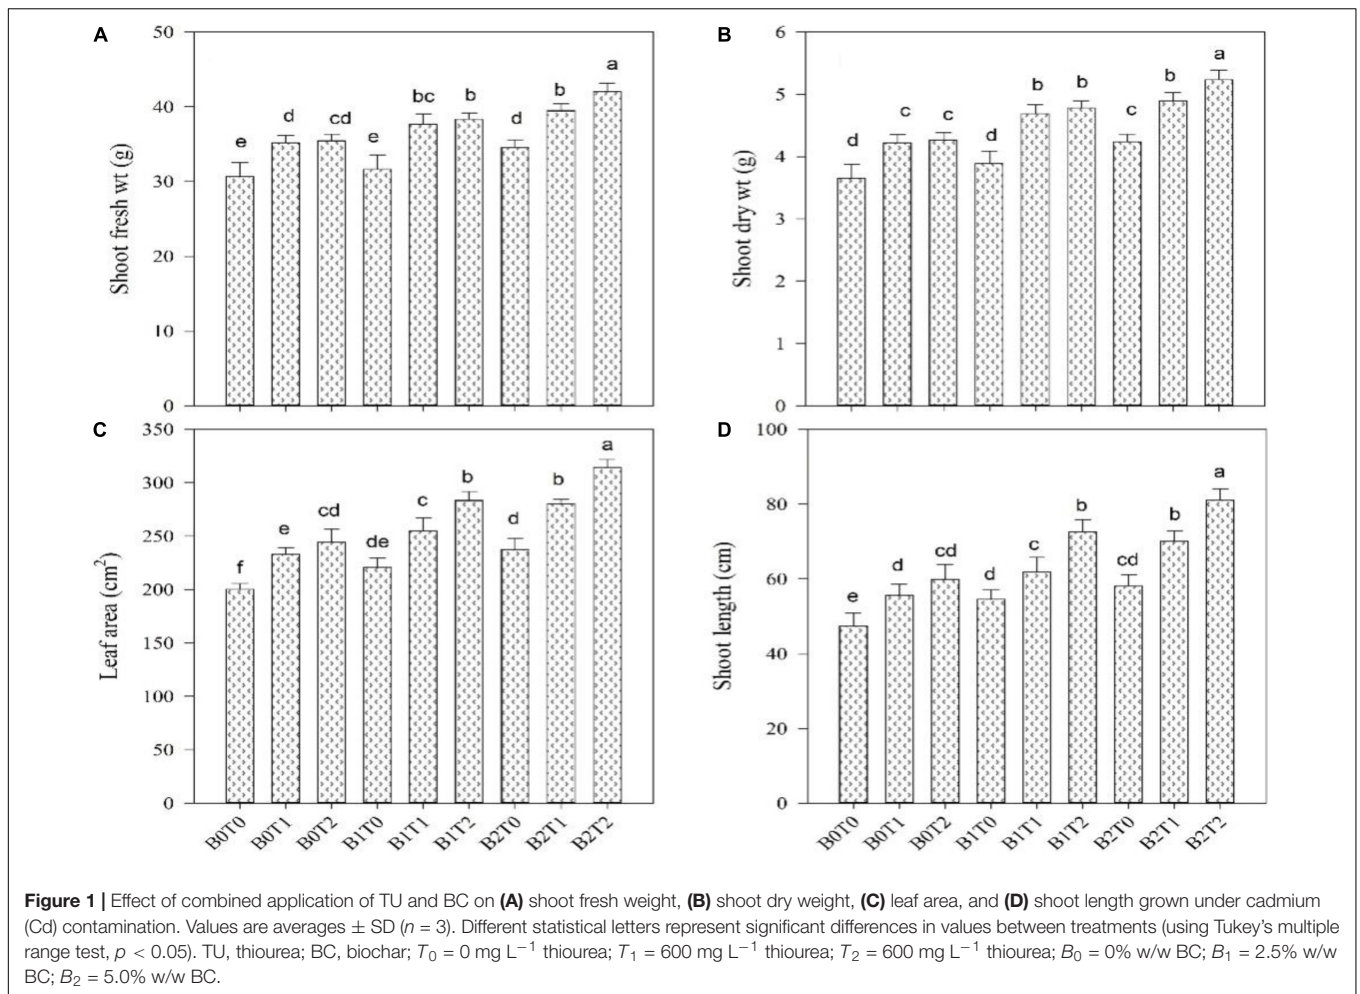 A
50
40
30
20
10
0
Shoot fresh wt (g)
e
d
cd
e
bc
b
d
b
a
B
6
5
4
3
2
1
0
Shoot dry wt (g)
d
c
c
d
b
b
c
b
a
C
350
300
250
200
150
100
50
0
Leaf area (cm²)
f
e
cd
de
c
b
d
b
a
B0T0
B0T1
B0T2
B1T0
B1T1
B1T2
B2T0
B2T1
B2T2
D
100
80
60
40
20
0
Shoot length (cm)
e
d
cd
d
c
b
cd
b
a
B0T0
B0T1
B0T2
B1T0
B1T1
B1T2
B2T0
B2T1
B2T2
Figure 1 | Effect of combined application of TU and BC on (A) shoot fresh weight, (B) shoot dry weight, (C) leaf area, and (D) shoot length grown under cadmium
(Cd) contamination. Values are averages ± SD (n = 3). Different statistical letters represent significant differences in values between treatments (using Tukey's multiple
range test, p < 0.05). TU, thiourea; BC, biochar; T₀ = 0 mg L⁻¹ thiourea; T₁ = 600 mg L⁻¹ thiourea; T₂ = 600 mg L⁻¹ thiourea; B₀ = 0% w/w BC; B₁ = 2.5% w/w
BC; B₂ = 5.0% w/w BC.